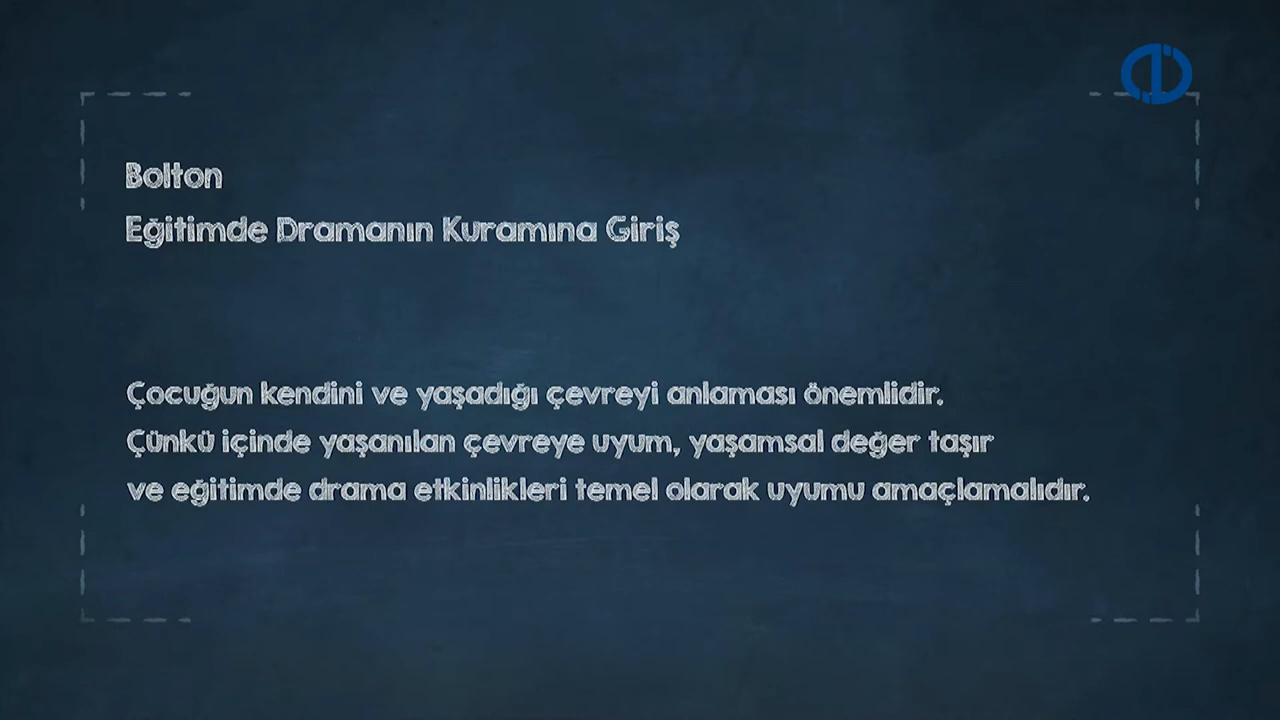 Bolton
Eğitimde Dramanın Kuramına Giriş
Çocuğun kendini ve yaşadığı çevreyi anlaması önemlidir.
Çünkü içinde yaşanılan çevreye uyum, yaşamsal değer taşır
ve eğitimde drama etkinlikleri temel olarak uyumu amaçlamalıdır.